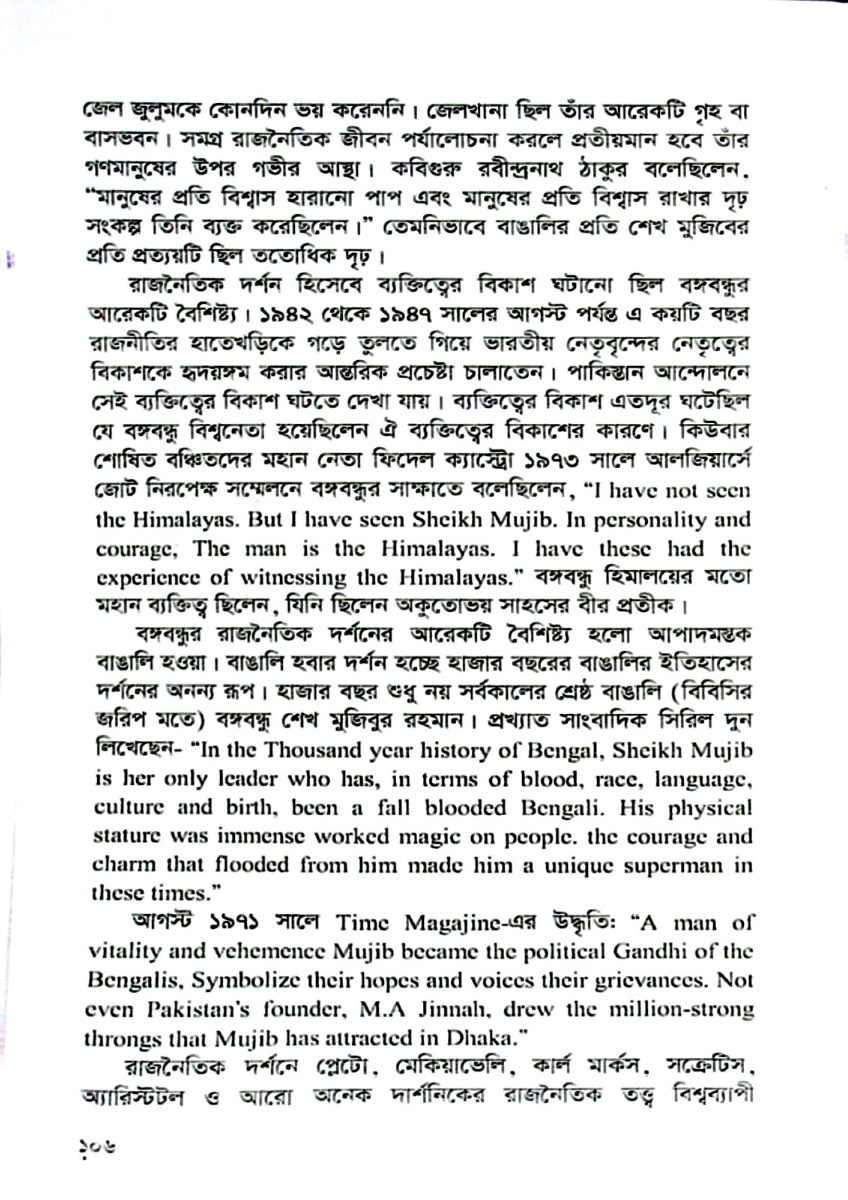 জেল জুলুমকে কোনদিন ভয় করেননি। জেলখানা ছিল তাঁর আরেকটি গৃহ বা
বাসভবন। সমগ্র রাজনৈতিক জীবন পর্যালোচনা করলে প্রতীয়মান হবে তাঁর
গণমানুষের উপর গভীর আস্থা। কবিগুরু রবীন্দ্রনাথ ঠাকুর বলেছিলেন,
“মানুষের প্রতি বিশ্বাস হারানো পাপ এবং মানুষের প্রতি বিশ্বাস রাখার দৃঢ়
সংকল্প তিনি ব্যক্ত করেছিলেন।” তেমনিভাবে বাঙালির প্রতি শেখ মুজিবের
প্রতি প্রত্যয়টি ছিল ততোধিক দৃঢ়।
রাজনৈতিক দর্শন হিসেবে ব্যক্তিত্বের বিকাশ ঘটানো ছিল বঙ্গবন্ধুর
আরেকটি বৈশিষ্ট্য। ১৯৪২ থেকে ১৯৪৭ সালের আগস্ট পর্যন্ত এ কয়টি বছর
রাজনীতির হাতেখড়িকে গড়ে তুলতে গিয়ে ভারতীয় নেতৃবৃন্দের নেতৃত্বের
বিকাশকে হৃদয়ঙ্গম করার আন্তরিক প্রচেষ্টা চালাতেন। পাকিস্তান আন্দোলনে
সেই ব্যক্তিত্বের বিকাশ ঘটতে দেখা যায়। ব্যক্তিত্বের বিকাশ এতদূর ঘটেছিল
যে বঙ্গবন্ধু বিশ্বনেতা হয়েছিলেন ঐ ব্যক্তিত্বের বিকাশের কারণে। কিউবার
শোষিত বঞ্চিতদের মহান নেতা ফিদেল ক্যাস্ট্রো ১৯৭৩ সালে আলজিয়ার্সে
জোট নিরপেক্ষ সম্মেলনে বঙ্গবন্ধুর সাক্ষাতে বলেছিলেন, “I have not seen
the Himalayas. But I have seen Sheikh Mujib. In personality and
courage, The man is the Himalayas. I have these had the
experience of witnessing the Himalayas.” বঙ্গবন্ধু হিমালয়ের মতো
মহান ব্যক্তিত্ব ছিলেন, যিনি ছিলেন অকুতোভয় সাহসের বীর প্রতীক।
বঙ্গবন্ধুর রাজনৈতিক দর্শনের আরেকটি বৈশিষ্ট্য হলো আপাদমস্তক
বাঙালি হওয়া। বাঙালি হবার দর্শন হচ্ছে হাজার বছরের বাঙালির ইতিহাসের
দর্শনের অনন্য রূপ। হাজার বছর শুধু নয় সর্বকালের শ্রেষ্ঠ বাঙালি (বিবিসির
জরিপ মতে) বঙ্গবন্ধু শেখ মুজিবুর রহমান। প্রখ্যাত সাংবাদিক সিরিল দুন
লিখেছেন- “In the Thousand year history of Bengal, Sheikh Mujib
is her only leader who has, in terms of blood, race, language,
culture and birth, been a fall blooded Bengali. His physical
stature was immense worked magic on people. the courage and
charm that flooded from him made him a unique superman in
these times.”
আগস্ট ১৯৭১ সালে Time Magajine-এর উদ্ধৃতি: “A man of
vitality and vehemence Mujib became the political Gandhi of the
Bengalis, Symbolize their hopes and voices their grievances. Not
even Pakistan's founder, M.A Jinnah, drew the million-strong
throngs that Mujib has attracted in Dhaka.”
রাজনৈতিক দর্শনে প্লেটো, মেকিয়াভেলি, কার্ল মার্কস, সক্রেটিস,
অ্যারিস্টটল ও আরো অনেক দার্শনিকের রাজনৈতিক তত্ত্ব বিশ্বব্যাপী
১০৬